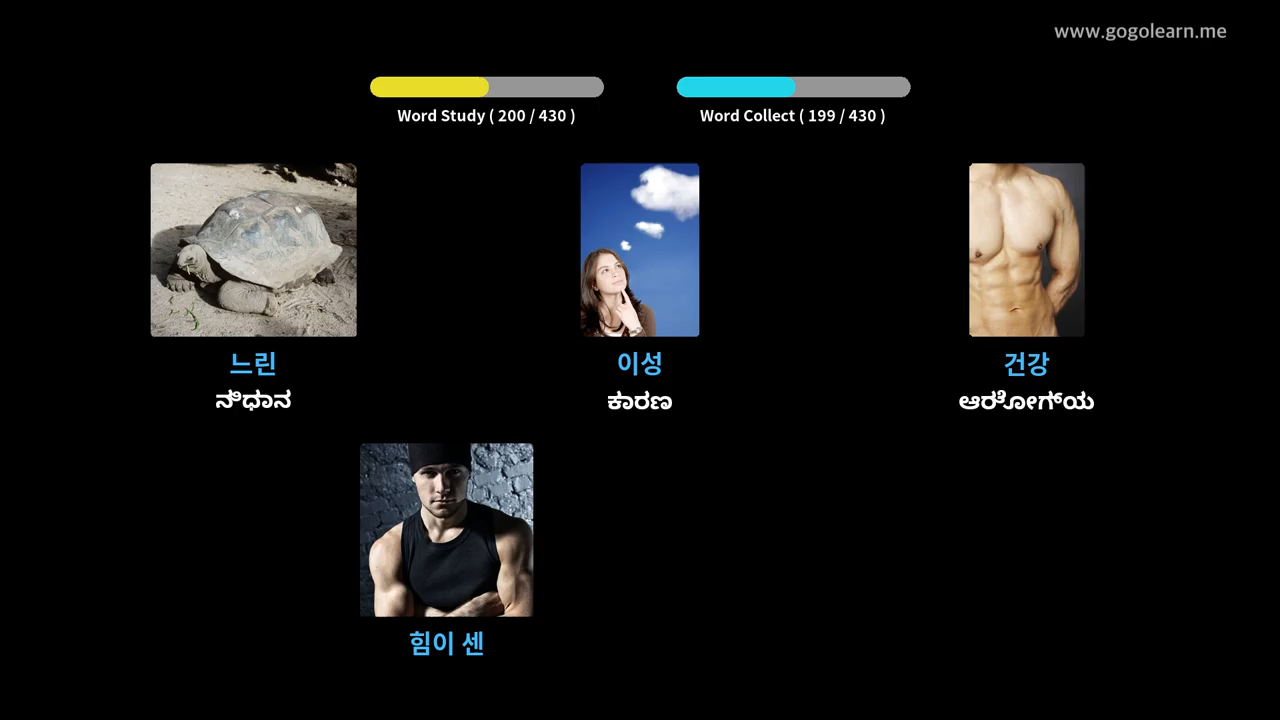 www.gogolearn.me
Word Study ( 200 / 430 )
Word Collect ( 199 / 430 )
느린
이성
건강
ನಿಧಾನ
ಕಾರಣ
ಆರೋಗ್ಯ
힘이 센